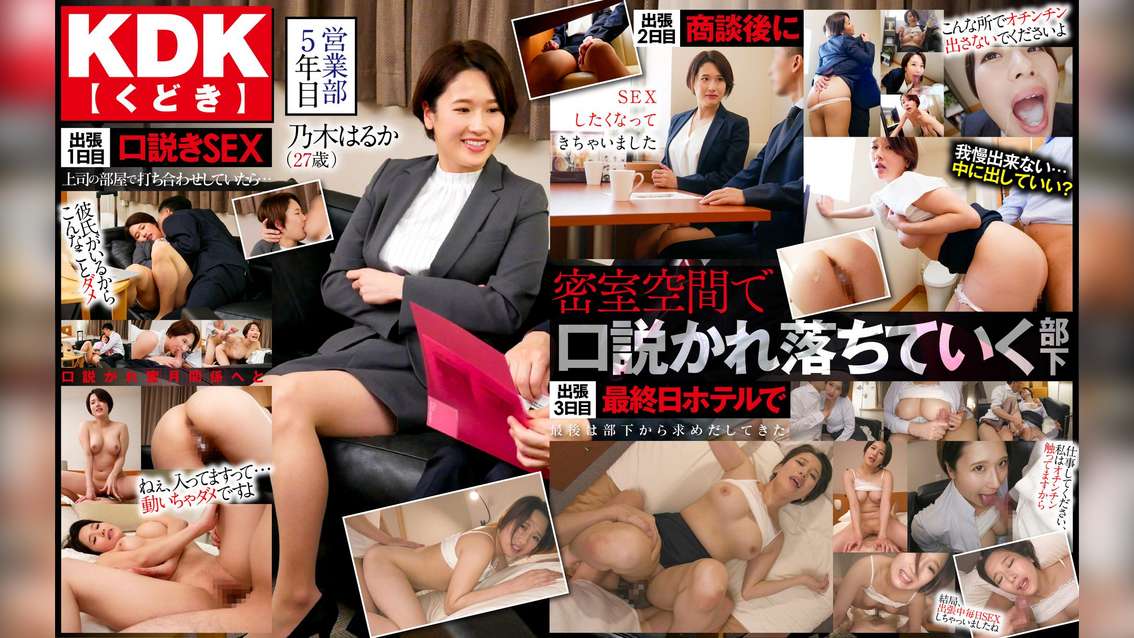 KDK
【くどき】
営業部
5年目
乃木はるか
(27歳)
出張
1日目
口説きSEX
上司の部屋で打ち合わせしていたら…
彼氏がいるから
こんなことダメ
口説かれ蜜月関係へと
ねぇ、入ってますって…
動いちゃダメですよ
出張
2日目
商談後に
SEX
したくなって
きちゃいました
こんな所でオチンチン
出さないでくださいよ
我慢出来ない…
中に出していい?
密室空間で
口説かれ落ちていく
部下
出張
3日目
最終日ホテルで
最後は部下から求めだしてきた
仕事してください、
私はオチンチン
触ってますから
結局、
出張中毎日SEX
しちゃいましたね